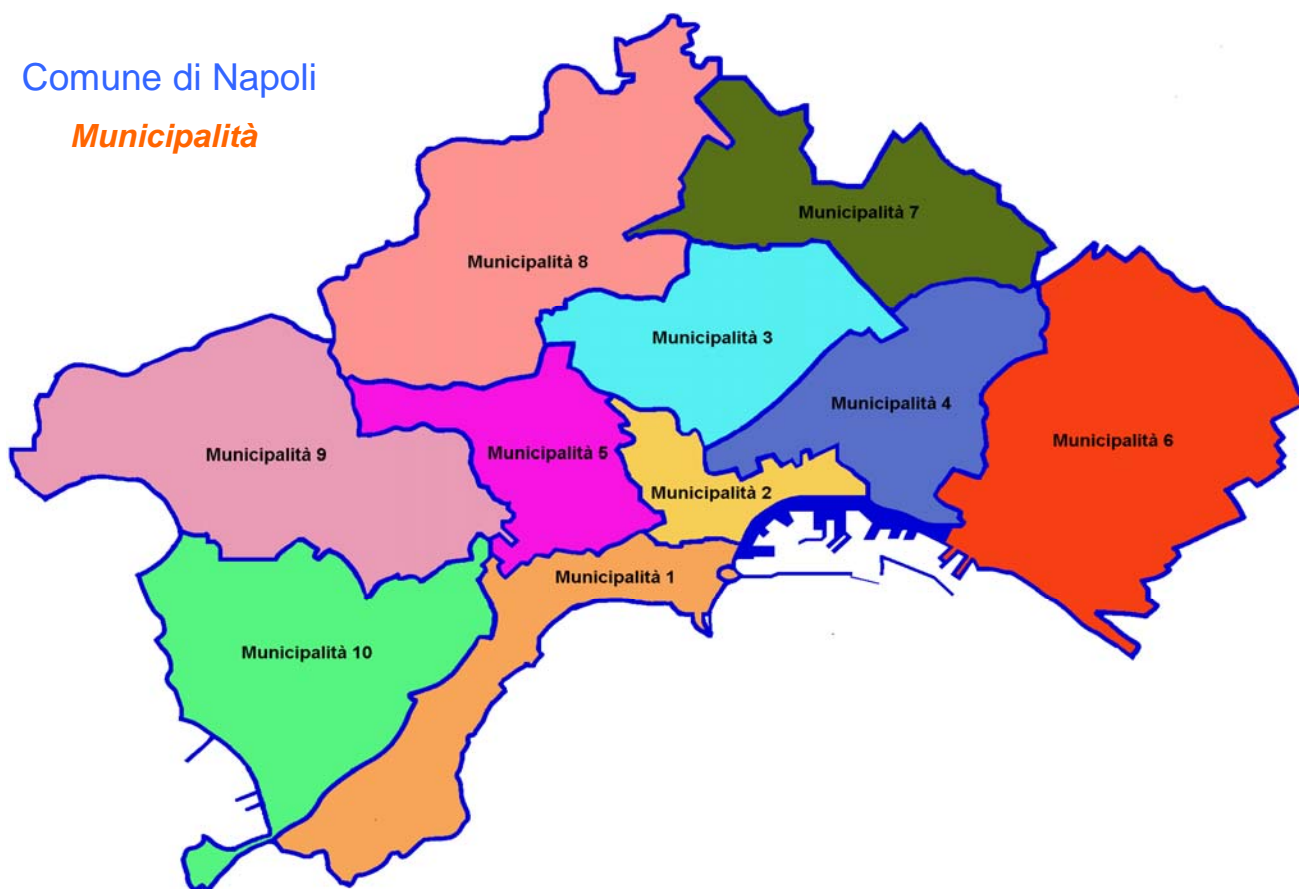 Comune di Napoli
Municipalità
Municipalità 7
Municipalità 8
Municipalità 3
Municipalità 4
Municipalità 6
Municipalità 9
Municipalità 5
Municipalità 2
Municipalità 1
Municipalità 10